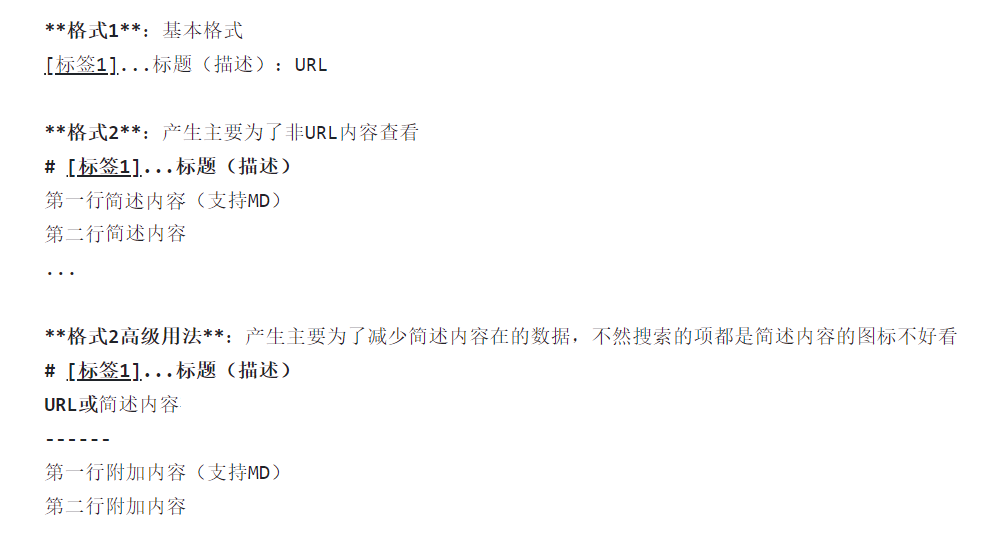 **格式1**：基本格式
[标签1]...标题（描述）：URL
**格式2**：产生主要为了非URL内容查看
# [标签1]...标题（描述）
第一行简述内容（支持MD）
第二行简述内容
...
**格式2高级用法**：产生主要为了减少简述内容在的数据，不然搜索的项都是简述内容的图标不好看
# [标签1]...标题（描述）
URL或简述内容
------
第一行附加内容（支持MD）
第二行附加内容